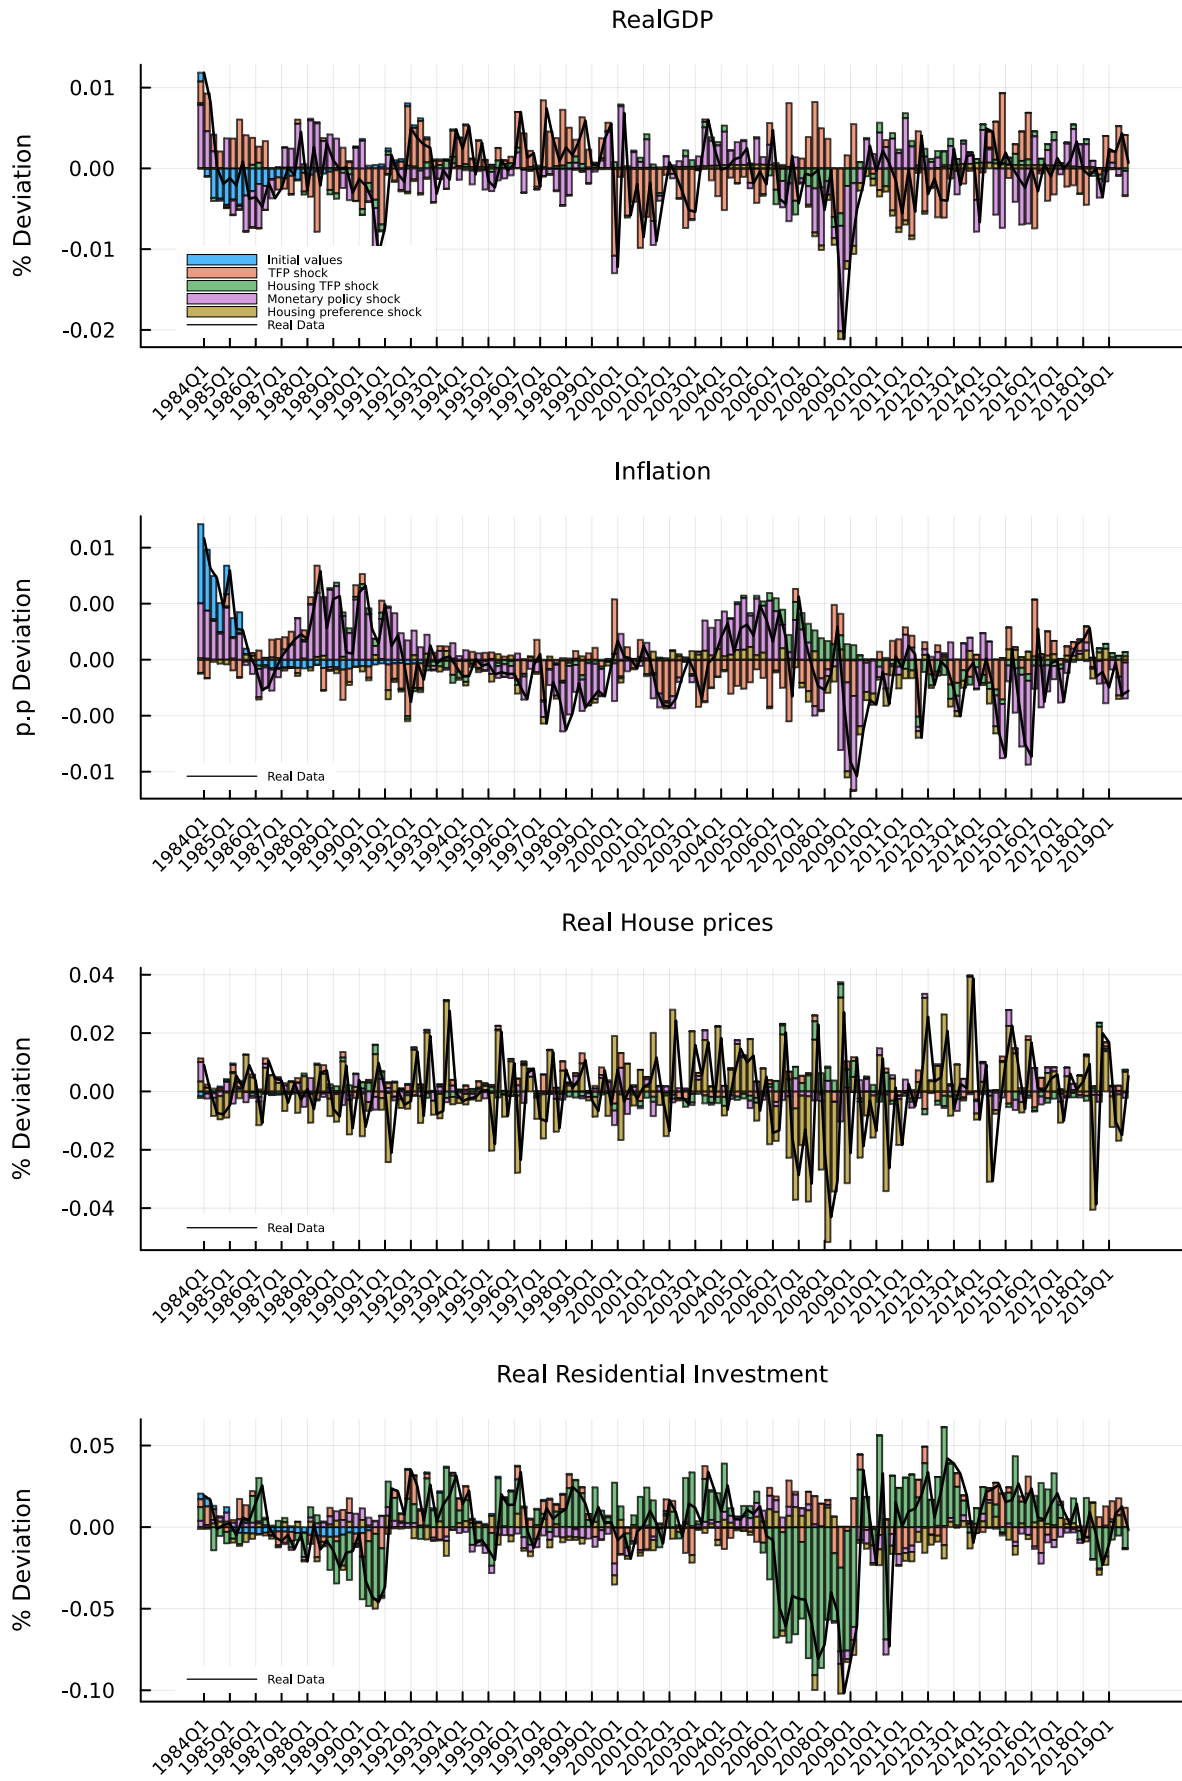 RealGDP
% Deviation
0.01
0.00
-0.01
-0.02
Initial values
TFP shock
Housing TFP shock
Monetary policy shock
Housing preference shock
Real Data
1984Q1
1985Q1
1986Q1
1987Q1
1988Q1
1989Q1
1990Q1
1991Q1
1992Q1
1993Q1
1994Q1
1995Q1
1996Q1
1997Q1
1998Q1
1999Q1
2000Q1
2001Q1
2002Q1
2003Q1
2004Q1
2005Q1
2006Q1
2007Q1
2008Q1
2009Q1
2010Q1
2011Q1
2012Q1
2013Q1
2014Q1
2015Q1
2016Q1
2017Q1
2018Q1
2019Q1
Inflation
p.p Deviation
0.01
0.00
0.00
-0.00
-0.01
Real Data
1984Q1
1985Q1
1986Q1
1987Q1
1988Q1
1989Q1
1990Q1
1991Q1
1992Q1
1993Q1
1994Q1
1995Q1
1996Q1
1997Q1
1998Q1
1999Q1
2000Q1
2001Q1
2002Q1
2003Q1
2004Q1
2005Q1
2006Q1
2007Q1
2008Q1
2009Q1
2010Q1
2011Q1
2012Q1
2013Q1
2014Q1
2015Q1
2016Q1
2017Q1
2018Q1
2019Q1
Real House prices
% Deviation
0.04
0.02
0.00
-0.02
-0.04
Real Data
1984Q1
1985Q1
1986Q1
1987Q1
1988Q1
1989Q1
1990Q1
1991Q1
1992Q1
1993Q1
1994Q1
1995Q1
1996Q1
1997Q1
1998Q1
1999Q1
2000Q1
2001Q1
2002Q1
2003Q1
2004Q1
2005Q1
2006Q1
2007Q1
2008Q1
2009Q1
2010Q1
2011Q1
2012Q1
2013Q1
2014Q1
2015Q1
2016Q1
2017Q1
2018Q1
2019Q1
Real Residential Investment
% Deviation
0.05
0.00
-0.05
-0.10
Real Data
1984Q1
1985Q1
1986Q1
1987Q1
1988Q1
1989Q1
1990Q1
1991Q1
1992Q1
1993Q1
1994Q1
1995Q1
1996Q1
1997Q1
1998Q1
1999Q1
2000Q1
2001Q1
2002Q1
2003Q1
2004Q1
2005Q1
2006Q1
2007Q1
2008Q1
2009Q1
2010Q1
2011Q1
2012Q1
2013Q1
2014Q1
2015Q1
2016Q1
2017Q1
2018Q1
2019Q1